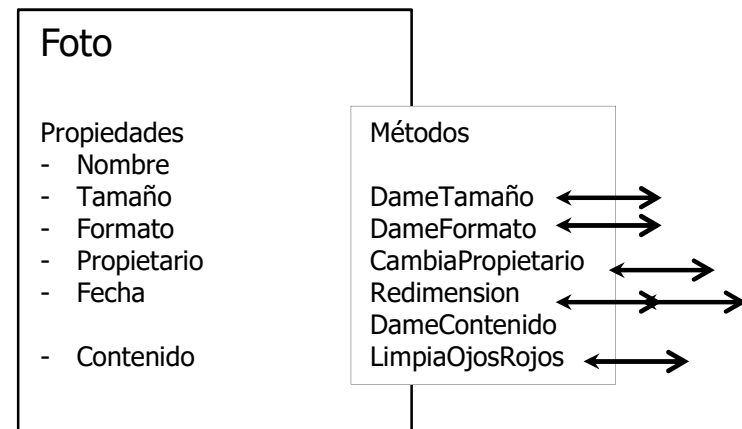 Foto
Propiedades
- Nombre
- Tamaño
- Formato
- Propietario
- Fecha
- Contenido
Métodos
DameTamaño
DameFormato
CambiaPropietario
Redimension
DameContenido
LimpiaOjosRojos